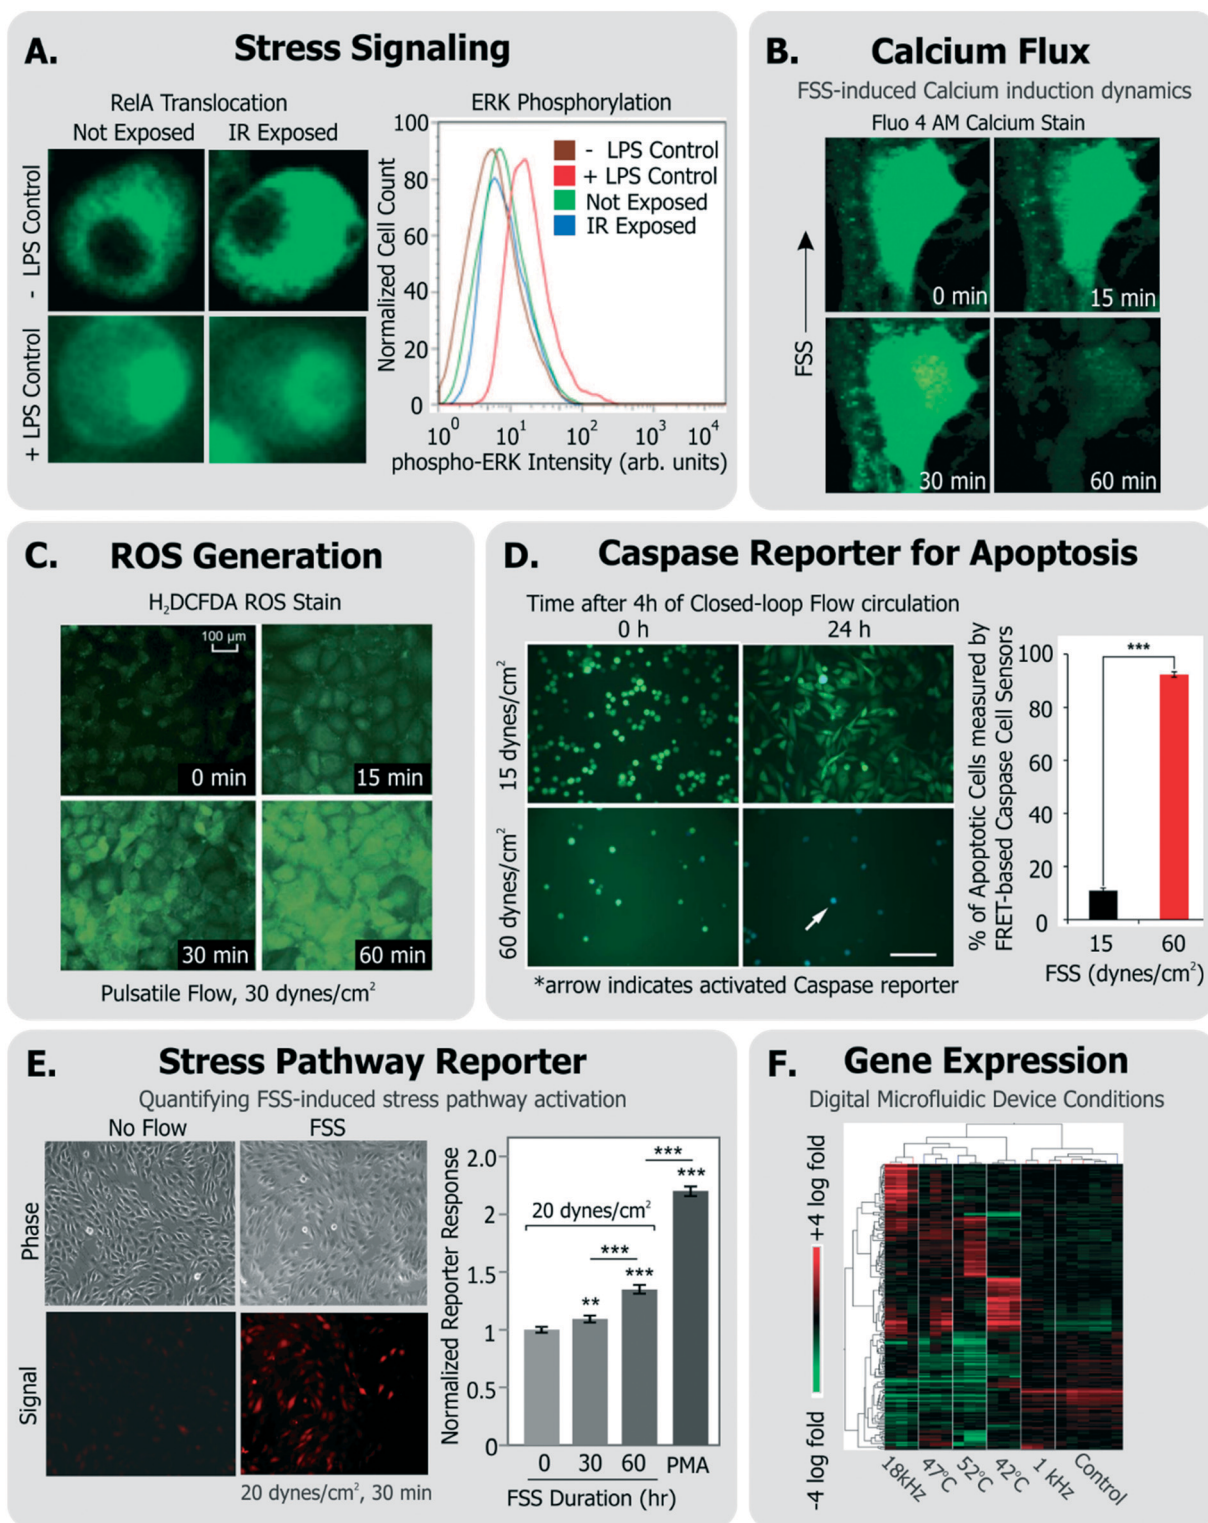 A. Stress Signaling
RelA Translocation
Not Exposed IR Exposed
- LPS Control
+ LPS Control
ERK Phosphorylation
Normalized Cell Count
100
80
60
40
20
0
- LPS Control
+ LPS Control
Not Exposed
IR Exposed
10⁰ 10¹ 10² 10³ 10⁴
phospho-ERK Intensity (arb. units)
B. Calcium Flux
FSS-induced Calcium induction dynamics
Fluo 4 AM Calcium Stain
FSS
0 min 15 min
30 min 60 min
C. ROS Generation
H₂DCFDA ROS Stain
100 µm
0 min 15 min
30 min 60 min
Pulsatile Flow, 30 dynes/cm²
D. Caspase Reporter for Apoptosis
Time after 4h of Closed-loop Flow circulation
0 h 24 h
15 dynes/cm²
60 dynes/cm²
*arrow indicates activated Caspase reporter
% of Apoptotic Cells measured by
FRET-based Caspase Cell Sensors
100
80
60
40
20
0
***
15 60
FSS (dynes/cm²)
E. Stress Pathway Reporter
Quantifying FSS-induced stress pathway activation
No Flow FSS
Phase
Signal
20 dynes/cm², 30 min
Normalized Reporter Response
2.0
2
1.5
1
0.5
0
20 dynes/cm²
**
***
***
***
***
0 30 60 PMA
FSS Duration (hr)
F. Gene Expression
Digital Microfluidic Device Conditions
+4 log fold
-4 log fold
18kHz 47°C 52°C 42°C 1 kHz Control